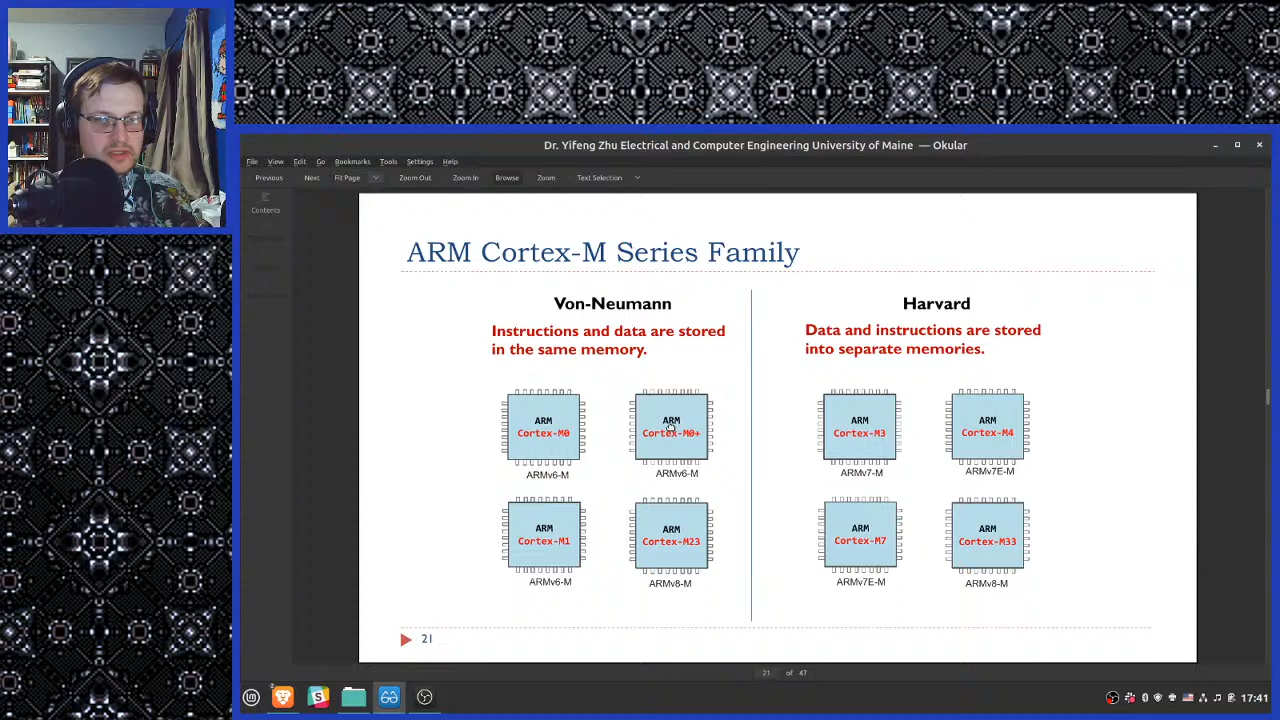 Dr. Yifeng Zhu Electrical and Computer Engineering University of Maine — Okular
File View Edit Go Bookmarks Tools Settings Help
Previous Next Fit Page Zoom Out Zoom In Browse Zoom Text Selection
Contents
ARM Cortex-M Series Family
Von-Neumann
Instructions and data are stored
in the same memory.
ARM
Cortex-M0
ARMv6-M
ARM
Cortex-M0+
ARMv6-M
ARM
Cortex-M1
ARMv6-M
ARM
Cortex-M23
ARMv8-M
Harvard
Data and instructions are stored
into separate memories.
ARM
Cortex-M3
ARMv7-M
ARM
Cortex-M4
ARMv7E-M
ARM
Cortex-M7
ARMv7E-M
ARM
Cortex-M33
ARMv8-M
21
21 of 47
17:41